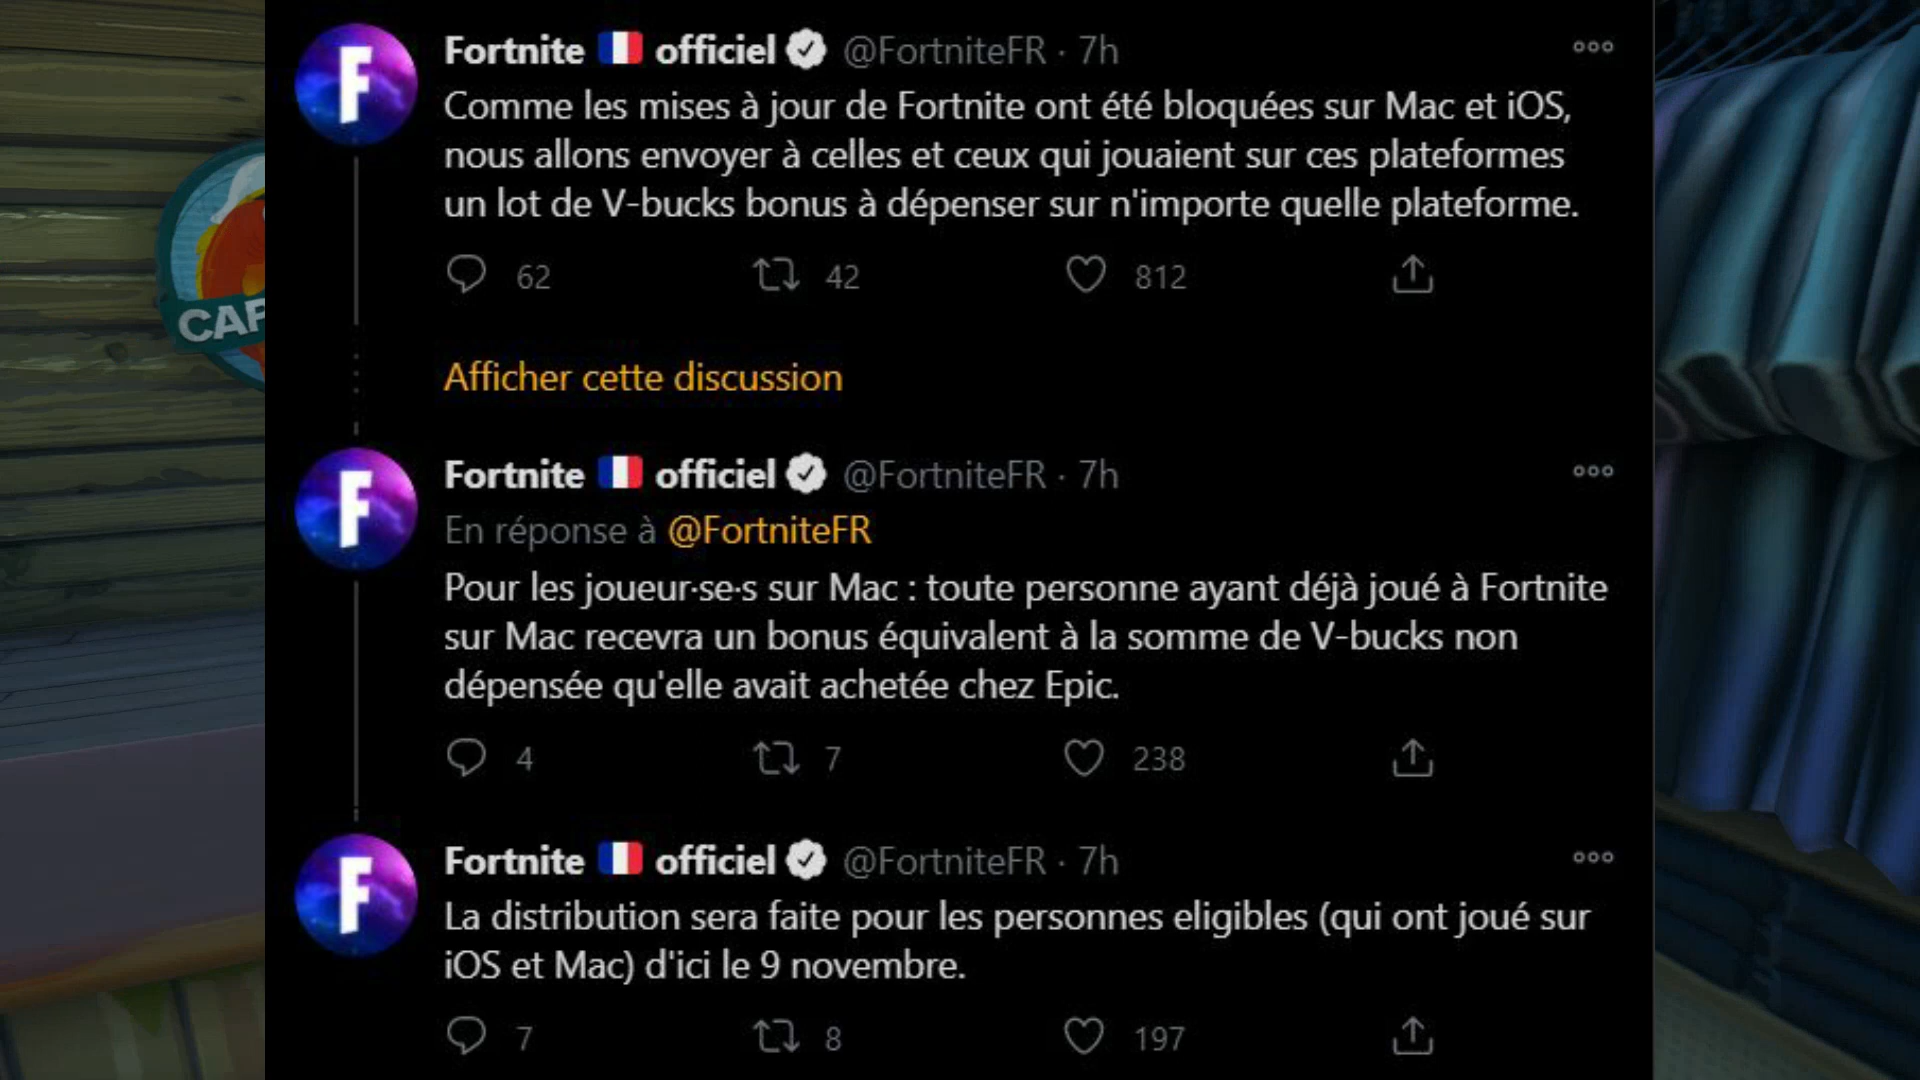 Fortnite 🇫🇷 officiel @FortniteFR · 7h
Comme les mises à jour de Fortnite ont été bloquées sur Mac et iOS,
nous allons envoyer à celles et ceux qui jouaient sur ces plateformes
un lot de V-bucks bonus à dépenser sur n'importe quelle plateforme.
62 42 812
Afficher cette discussion
Fortnite 🇫🇷 officiel @FortniteFR · 7h
En réponse à @FortniteFR
Pour les joueur·se·s sur Mac : toute personne ayant déjà joué à Fortnite
sur Mac recevra un bonus équivalent à la somme de V-bucks non
dépensée qu'elle avait achetée chez Epic.
4 7 238
Fortnite 🇫🇷 officiel @FortniteFR · 7h
La distribution sera faite pour les personnes eligibles (qui ont joué sur
iOS et Mac) d'ici le 9 novembre.
7 8 197